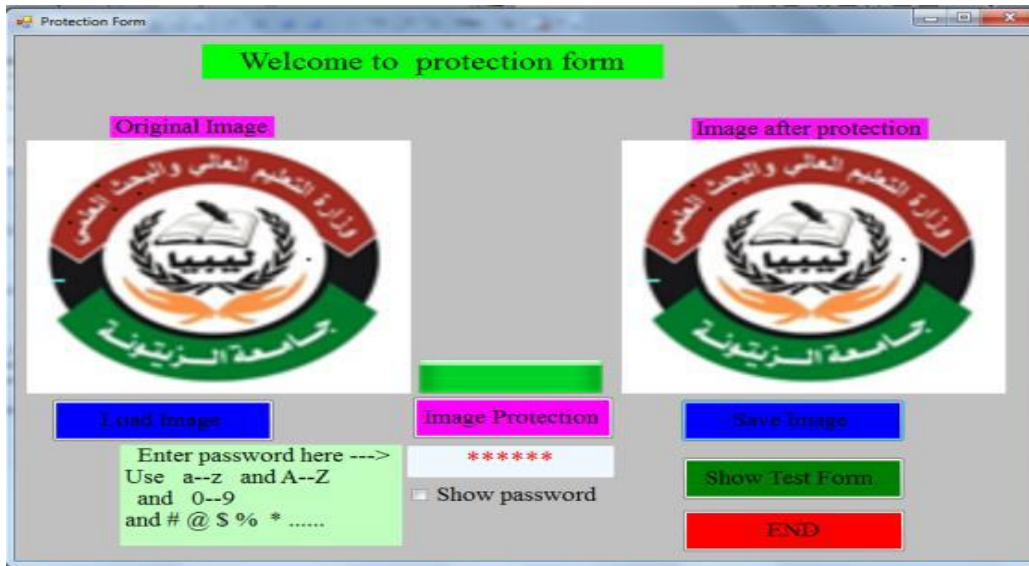 Protection Form
Welcome to protection form
Original Image
Image after protection
وزارة التعليم العالي والبحث العلمي
ليبيا
جامعة الزيتونة
وزارة التعليم العالي والبحث العلمي
ليبيا
جامعة الزيتونة
Load Image
Image Protection
Save Image
Enter password here --->
Use a--z and A--Z
and 0--9
and # @ $ % * ......
******
Show password
Show Test Form
END